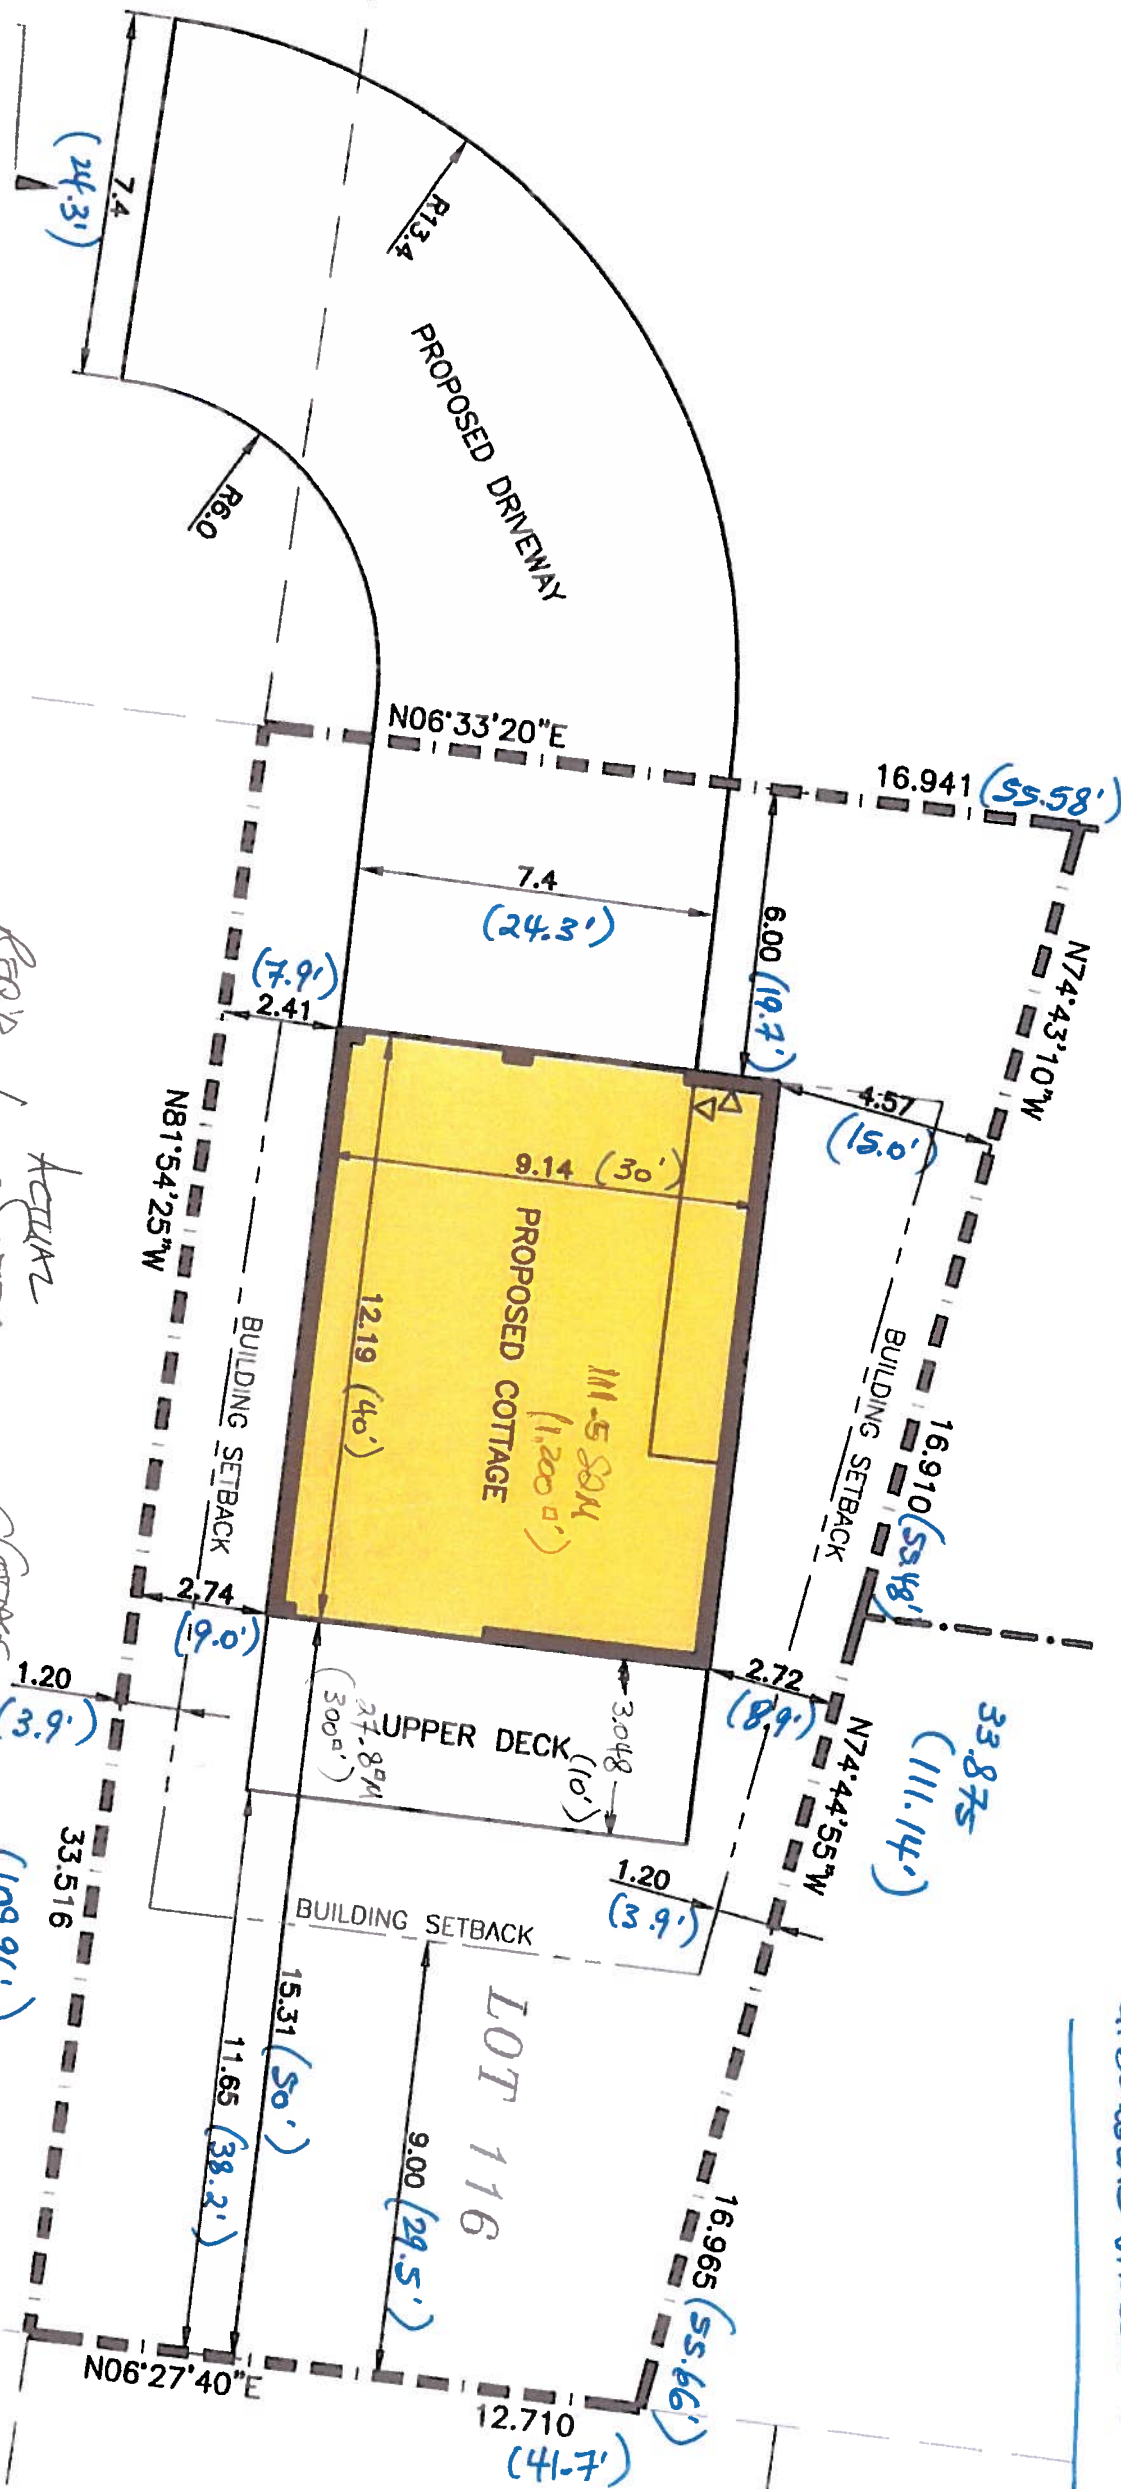 7.4
(24.3')
R13.4
PROPOSED DRIVEWAY
R6.0
N06°33'20"E
16.941 (55.58')
7.4
(24.3')
6.00 (19.7')
N74°43'10"W
(7.9')
2.41
4.57
(15.0')
N81°54'25"W
9.14 (30')
PROPOSED COTTAGE
12.19 (40')
(1,200 □')
BUILDING SETBACK
BUILDING SETBACK
16.910 (55.48')
ACTUAL
2.74
(9.0')
1.20
(3.9')
2.72
(8.9')
UPPER DECK
3.048
(10')
27.8□M
(300□')
33.875
(111.14')
N74°44'55"W
1.20
(3.9')
33.516
(109.96')
BUILDING SETBACK
15.31 (50')
11.65 (38.2')
9.00 (29.5')
LOT 116
16.965 (55.66')
N06°27'40"E
12.710
(41.7')